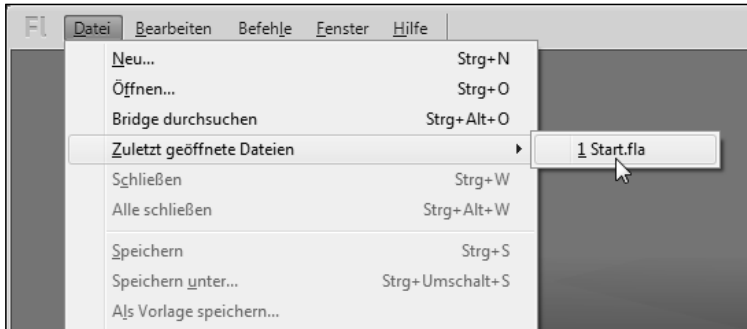 Fl Datei Bearbeiten Befehle Fenster Hilfe
Neu... Strg+N
Öffnen... Strg+O
Bridge durchsuchen Strg+Alt+O
Zuletzt geöffnete Dateien 1 Start.fla
Schließen Strg+W
Alle schließen Strg+Alt+W
Speichern Strg+S
Speichern unter... Strg+Umschalt+S
Als Vorlage speichern...